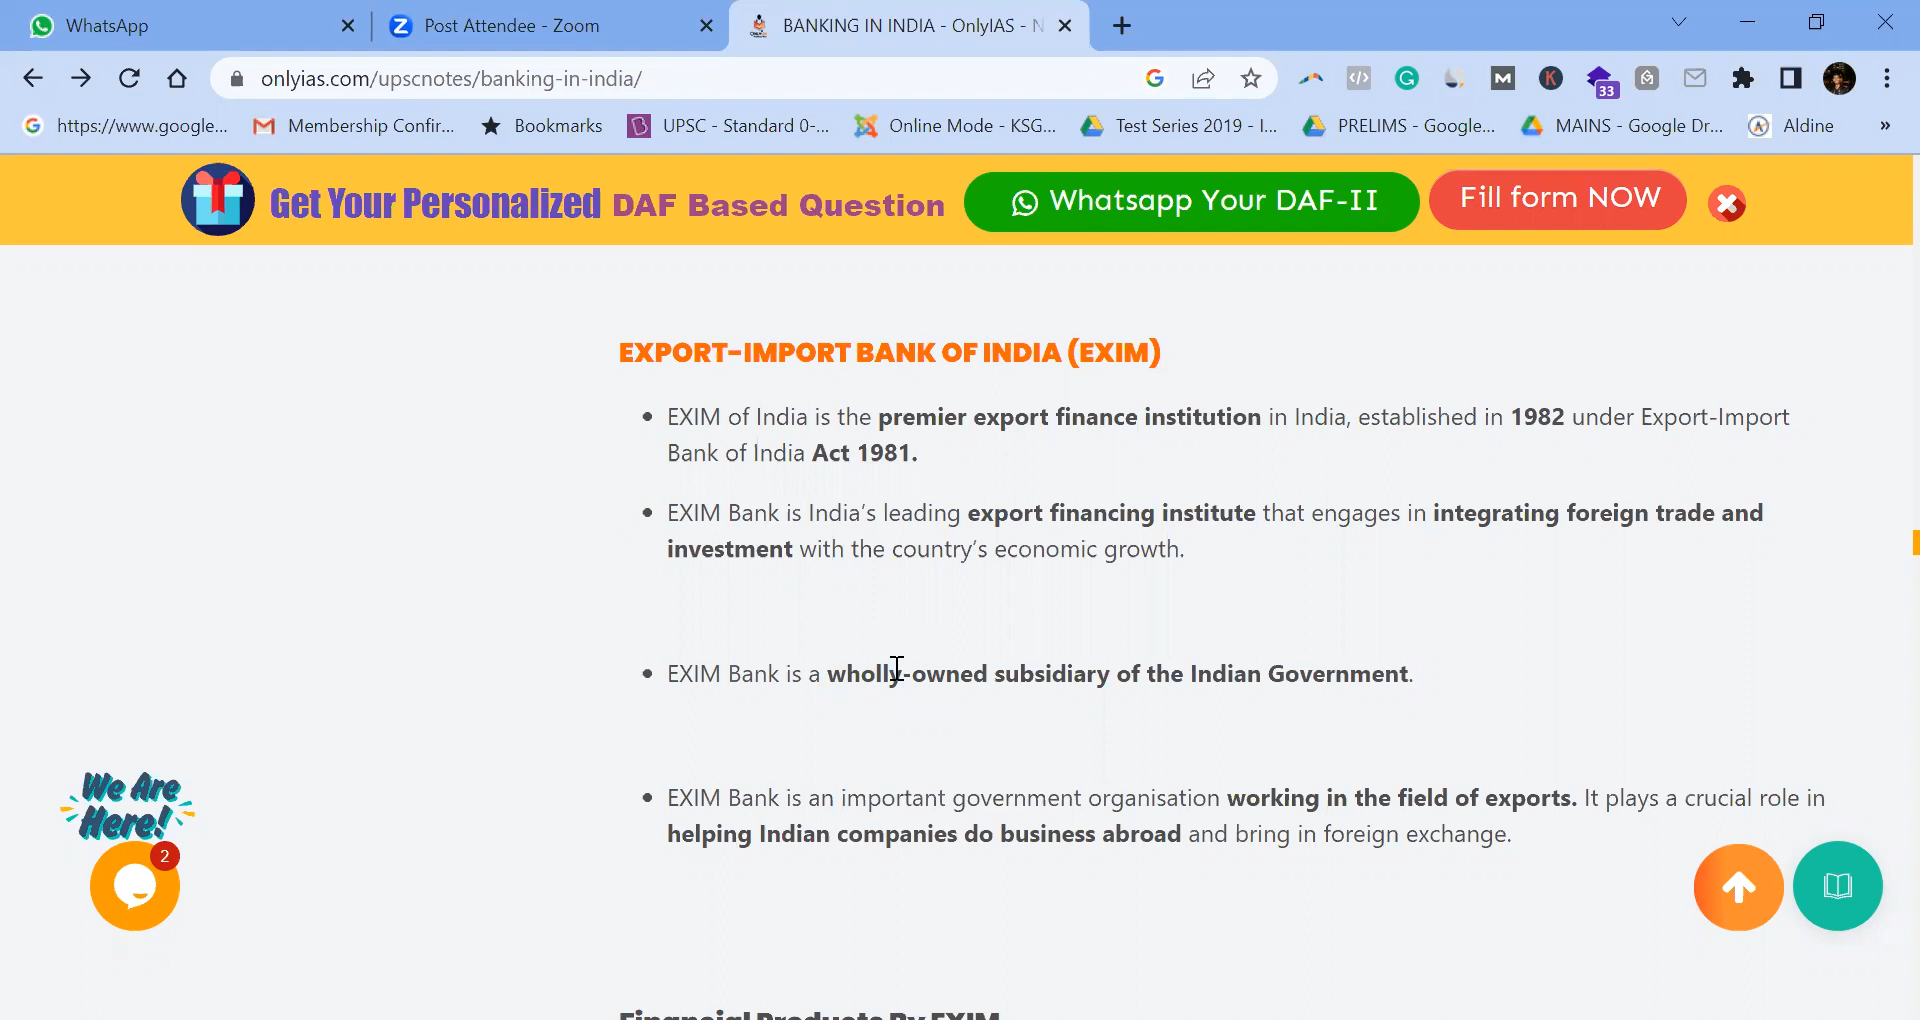 WhatsApp
Post Attendee - Zoom
BANKING IN INDIA - OnlyIAS - N
onlyias.com/upscnotes/banking-in-india/
33
https://www.google...
Membership Confir...
Bookmarks
UPSC - Standard 0-...
Online Mode - KSG...
Test Series 2019 - I...
PRELIMS - Google...
MAINS - Google Dr...
Aldine
»
Get Your Personalized DAF Based Question
Whatsapp Your DAF-II
Fill form NOW
EXPORT-IMPORT BANK OF INDIA (EXIM)
EXIM of India is the premier export finance institution in India, established in 1982 under Export-Import
Bank of India Act 1981.
EXIM Bank is India’s leading export financing institute that engages in integrating foreign trade and
investment with the country’s economic growth.
EXIM Bank is a wholly-owned subsidiary of the Indian Government.
EXIM Bank is an important government organisation working in the field of exports. It plays a crucial role in
helping Indian companies do business abroad and bring in foreign exchange.
We Are
Here!
2
Financial Products By EXIM